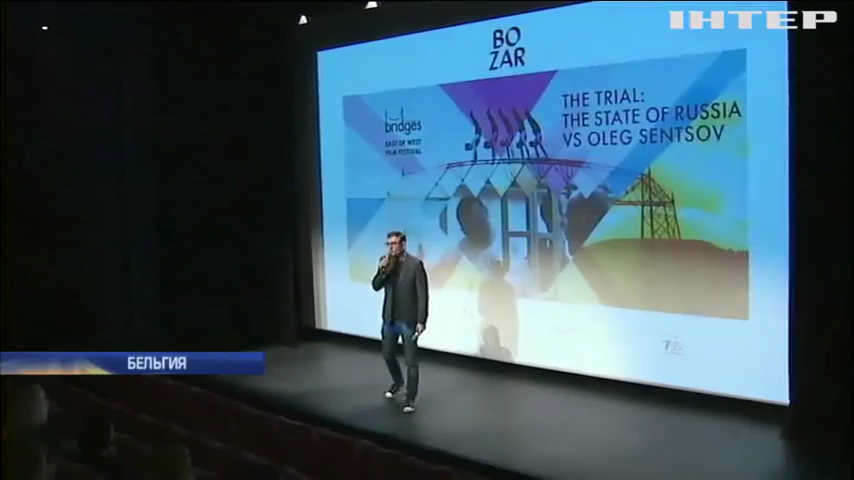 ІНТЕР
BO
ZAR
bridges
EAST OF WEST
FILM FESTIVAL
THE TRIAL:
THE STATE OF RUSSIA
VS OLEG SENTSOV
БЕЛЬГИЯ